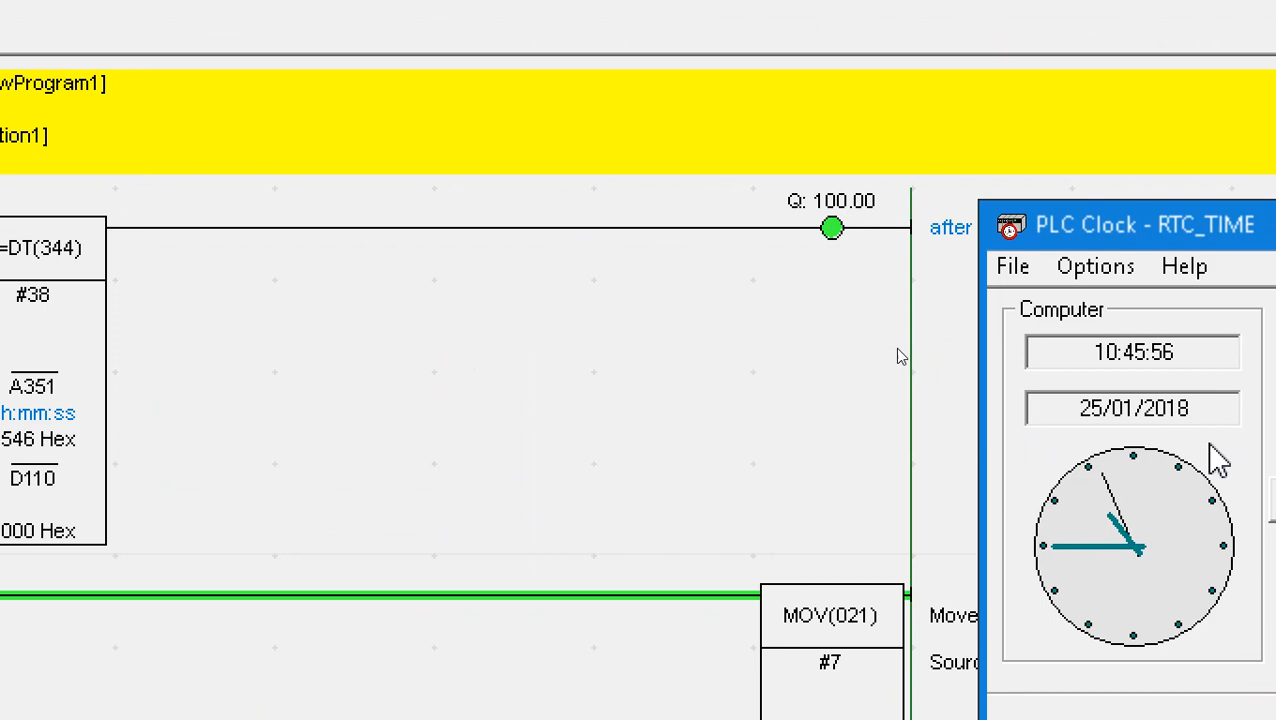 wProgram1]
tion1]
=DT(344)
#38
A351
h:mm:ss
546 Hex
D110
000 Hex
Q: 100.00
after
MOV(021)
#7
Move
Sourc
PLC Clock - RTC_TIME
File Options Help
Computer
10:45:56
25/01/2018